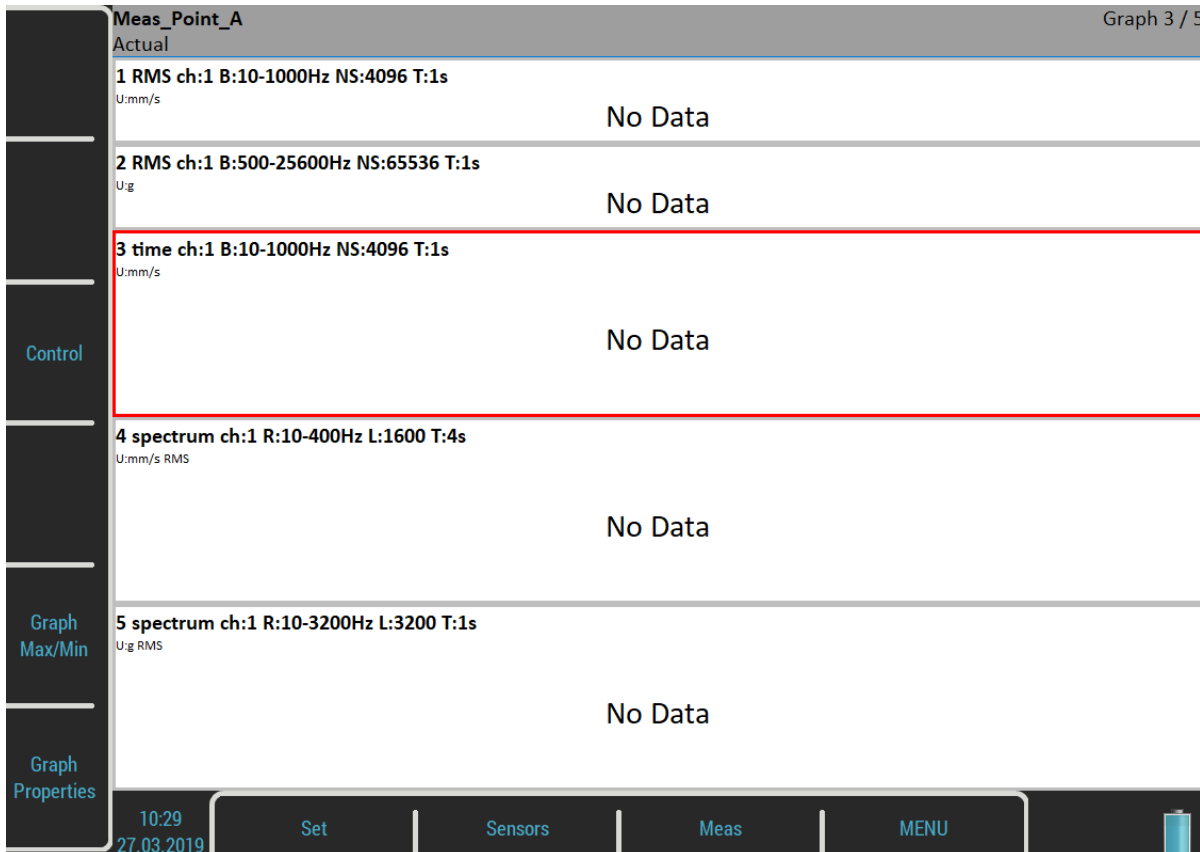 Meas_Point_A
Graph 3 / 5
Actual
1 RMS ch:1 B:10-1000Hz NS:4096 T:1s
U:mm/s
No Data
2 RMS ch:1 B:500-25600Hz NS:65536 T:1s
U:g
No Data
3 time ch:1 B:10-1000Hz NS:4096 T:1s
U:mm/s
No Data
Control
4 spectrum ch:1 R:10-400Hz L:1600 T:4s
U:mm/s RMS
No Data
Graph
Max/Min
5 spectrum ch:1 R:10-3200Hz L:3200 T:1s
U:g RMS
No Data
Graph
Properties
10:29
27.03.2019
Set
Sensors
Meas
MENU